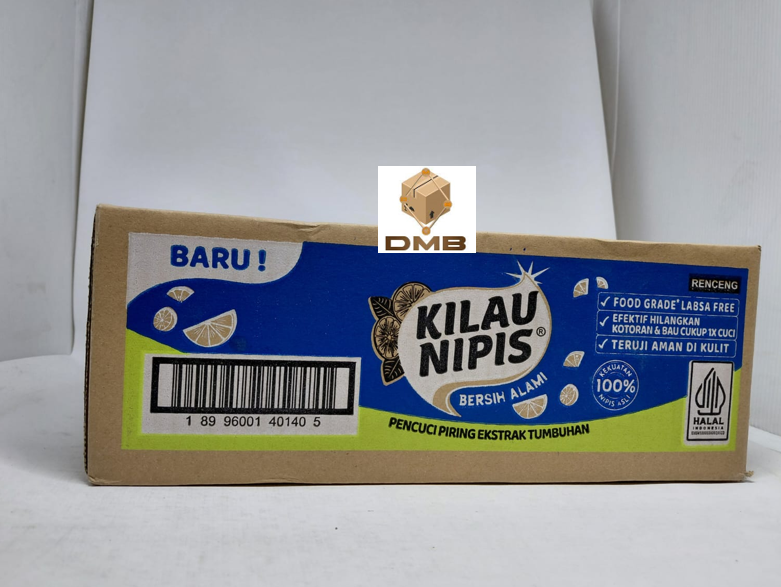 DMB
BARU !
RENCENG
KILAU
NIPIS®
BERSIH ALAMI
✓ FOOD GRADE* LABSA FREE
✓ EFEKTIF HILANGKAN
KOTORAN & BAU CUKUP 1X CUCI
✓ TERUJI AMAN DI KULIT
KEKUATAN
100%
NIPIS ASLI
HALAL
INDONESIA
1 89 96001 40140 5
PENCUCI PIRING EKSTRAK TUMBUHAN